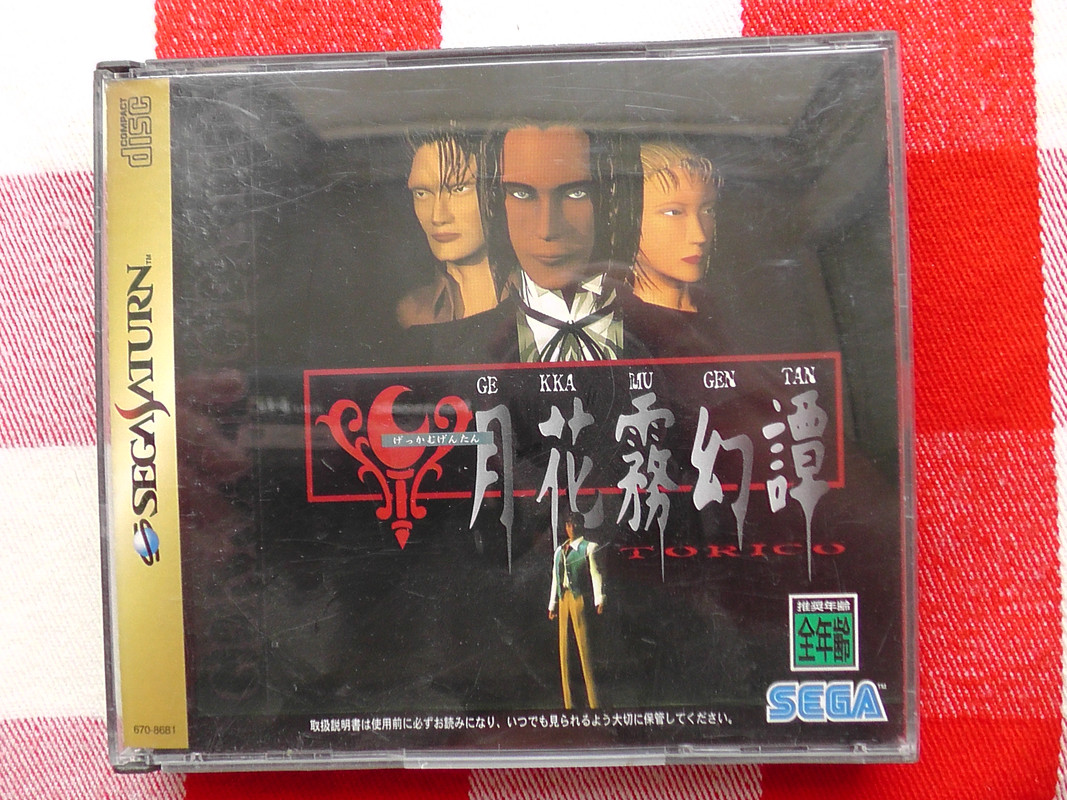 COMPACT
disc
SEGA SATURN™
670-8681
GE KKA MU GEN TAN
げっかむげんたん
月花霧幻譚
TORICO
推奨年齢
全年齢
SEGA™
取扱説明書は使用前に必ずお読みになり、いつでも見られるよう大切に保管してください。